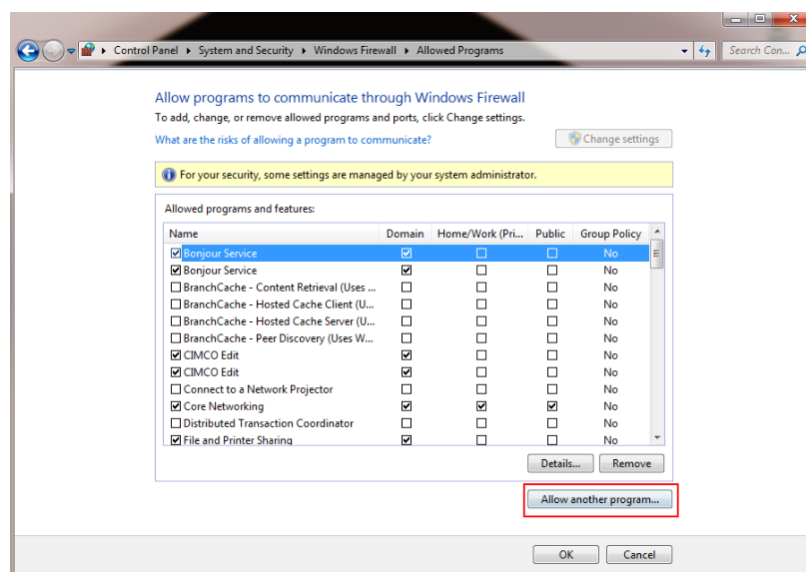 Control Panel ▸ System and Security ▸ Windows Firewall ▸ Allowed Programs
Search Con...
Allow programs to communicate through Windows Firewall
To add, change, or remove allowed programs and ports, click Change settings.
What are the risks of allowing a program to communicate?
Change settings
For your security, some settings are managed by your system administrator.
Allowed programs and features:
Name Domain Home/Work (Pri... Public Group Policy
Bonjour Service No
Bonjour Service No
BranchCache - Content Retrieval (Uses ... No
BranchCache - Hosted Cache Client (U... No
BranchCache - Hosted Cache Server (U... No
BranchCache - Peer Discovery (Uses W... No
CIMCO Edit No
CIMCO Edit No
Connect to a Network Projector No
Core Networking No
Distributed Transaction Coordinator No
File and Printer Sharing No
Details... Remove
Allow another program...
OK Cancel